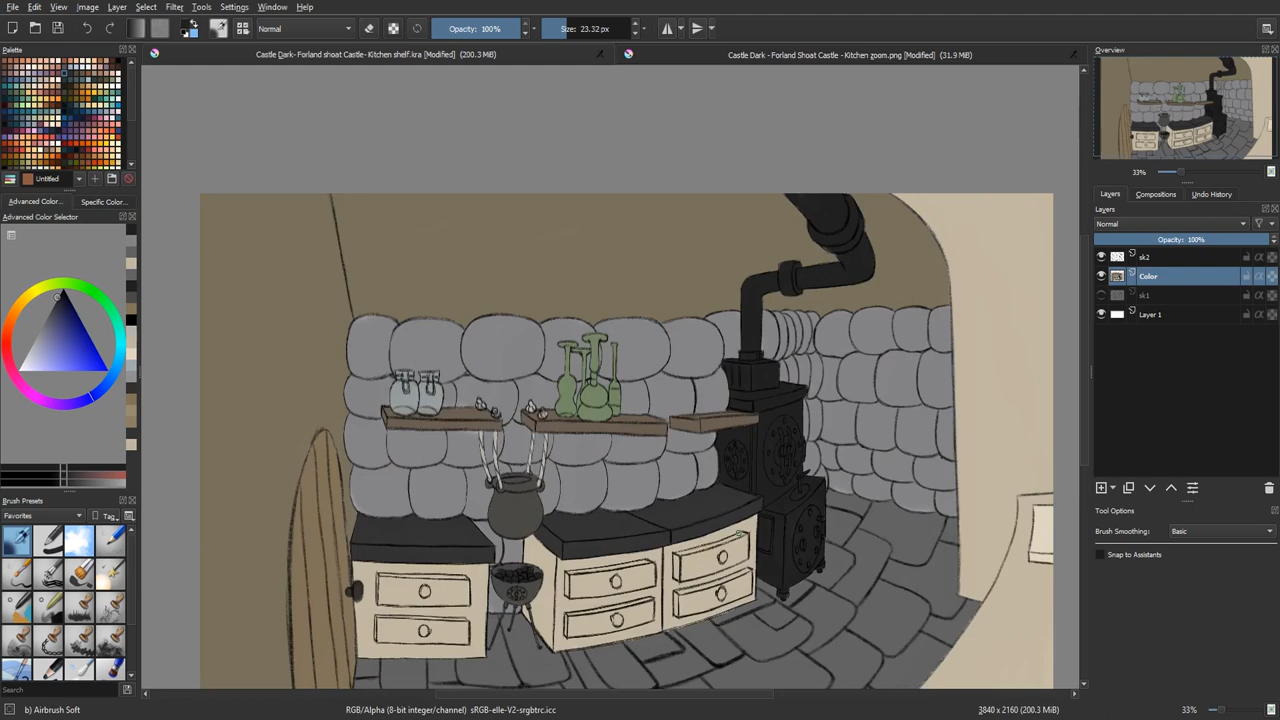 File Edit View Image Layer Select Filter Tools Settings Window Help
Normal Opacity: 100% Size: 23.32 px
Palette
Castle Dark- Forland shoat Castle - Kitchen shelf.kra [Modified] (200.3 MiB)
Castle Dark - Forland Shoat Castle - Kitchen zoom.png [Modified] (31.9 MiB)
Overview
33%
Untitled
Advanced Color... Specific Color...
Advanced Color Selector
Layers Compositions Undo History
Layers
Normal
Opacity: 100%
sk2
Color
sk1
Layer 1
Tool Options
Brush Smoothing: Basic
Snap to Assistants
Brush Presets
Favorites Tag
Search
b) Airbrush Soft
RGB/Alpha (8-bit integer/channel) sRGB-elle-V2-srgbtrc.icc
3840 x 2160 (200.3 MiB)
33%